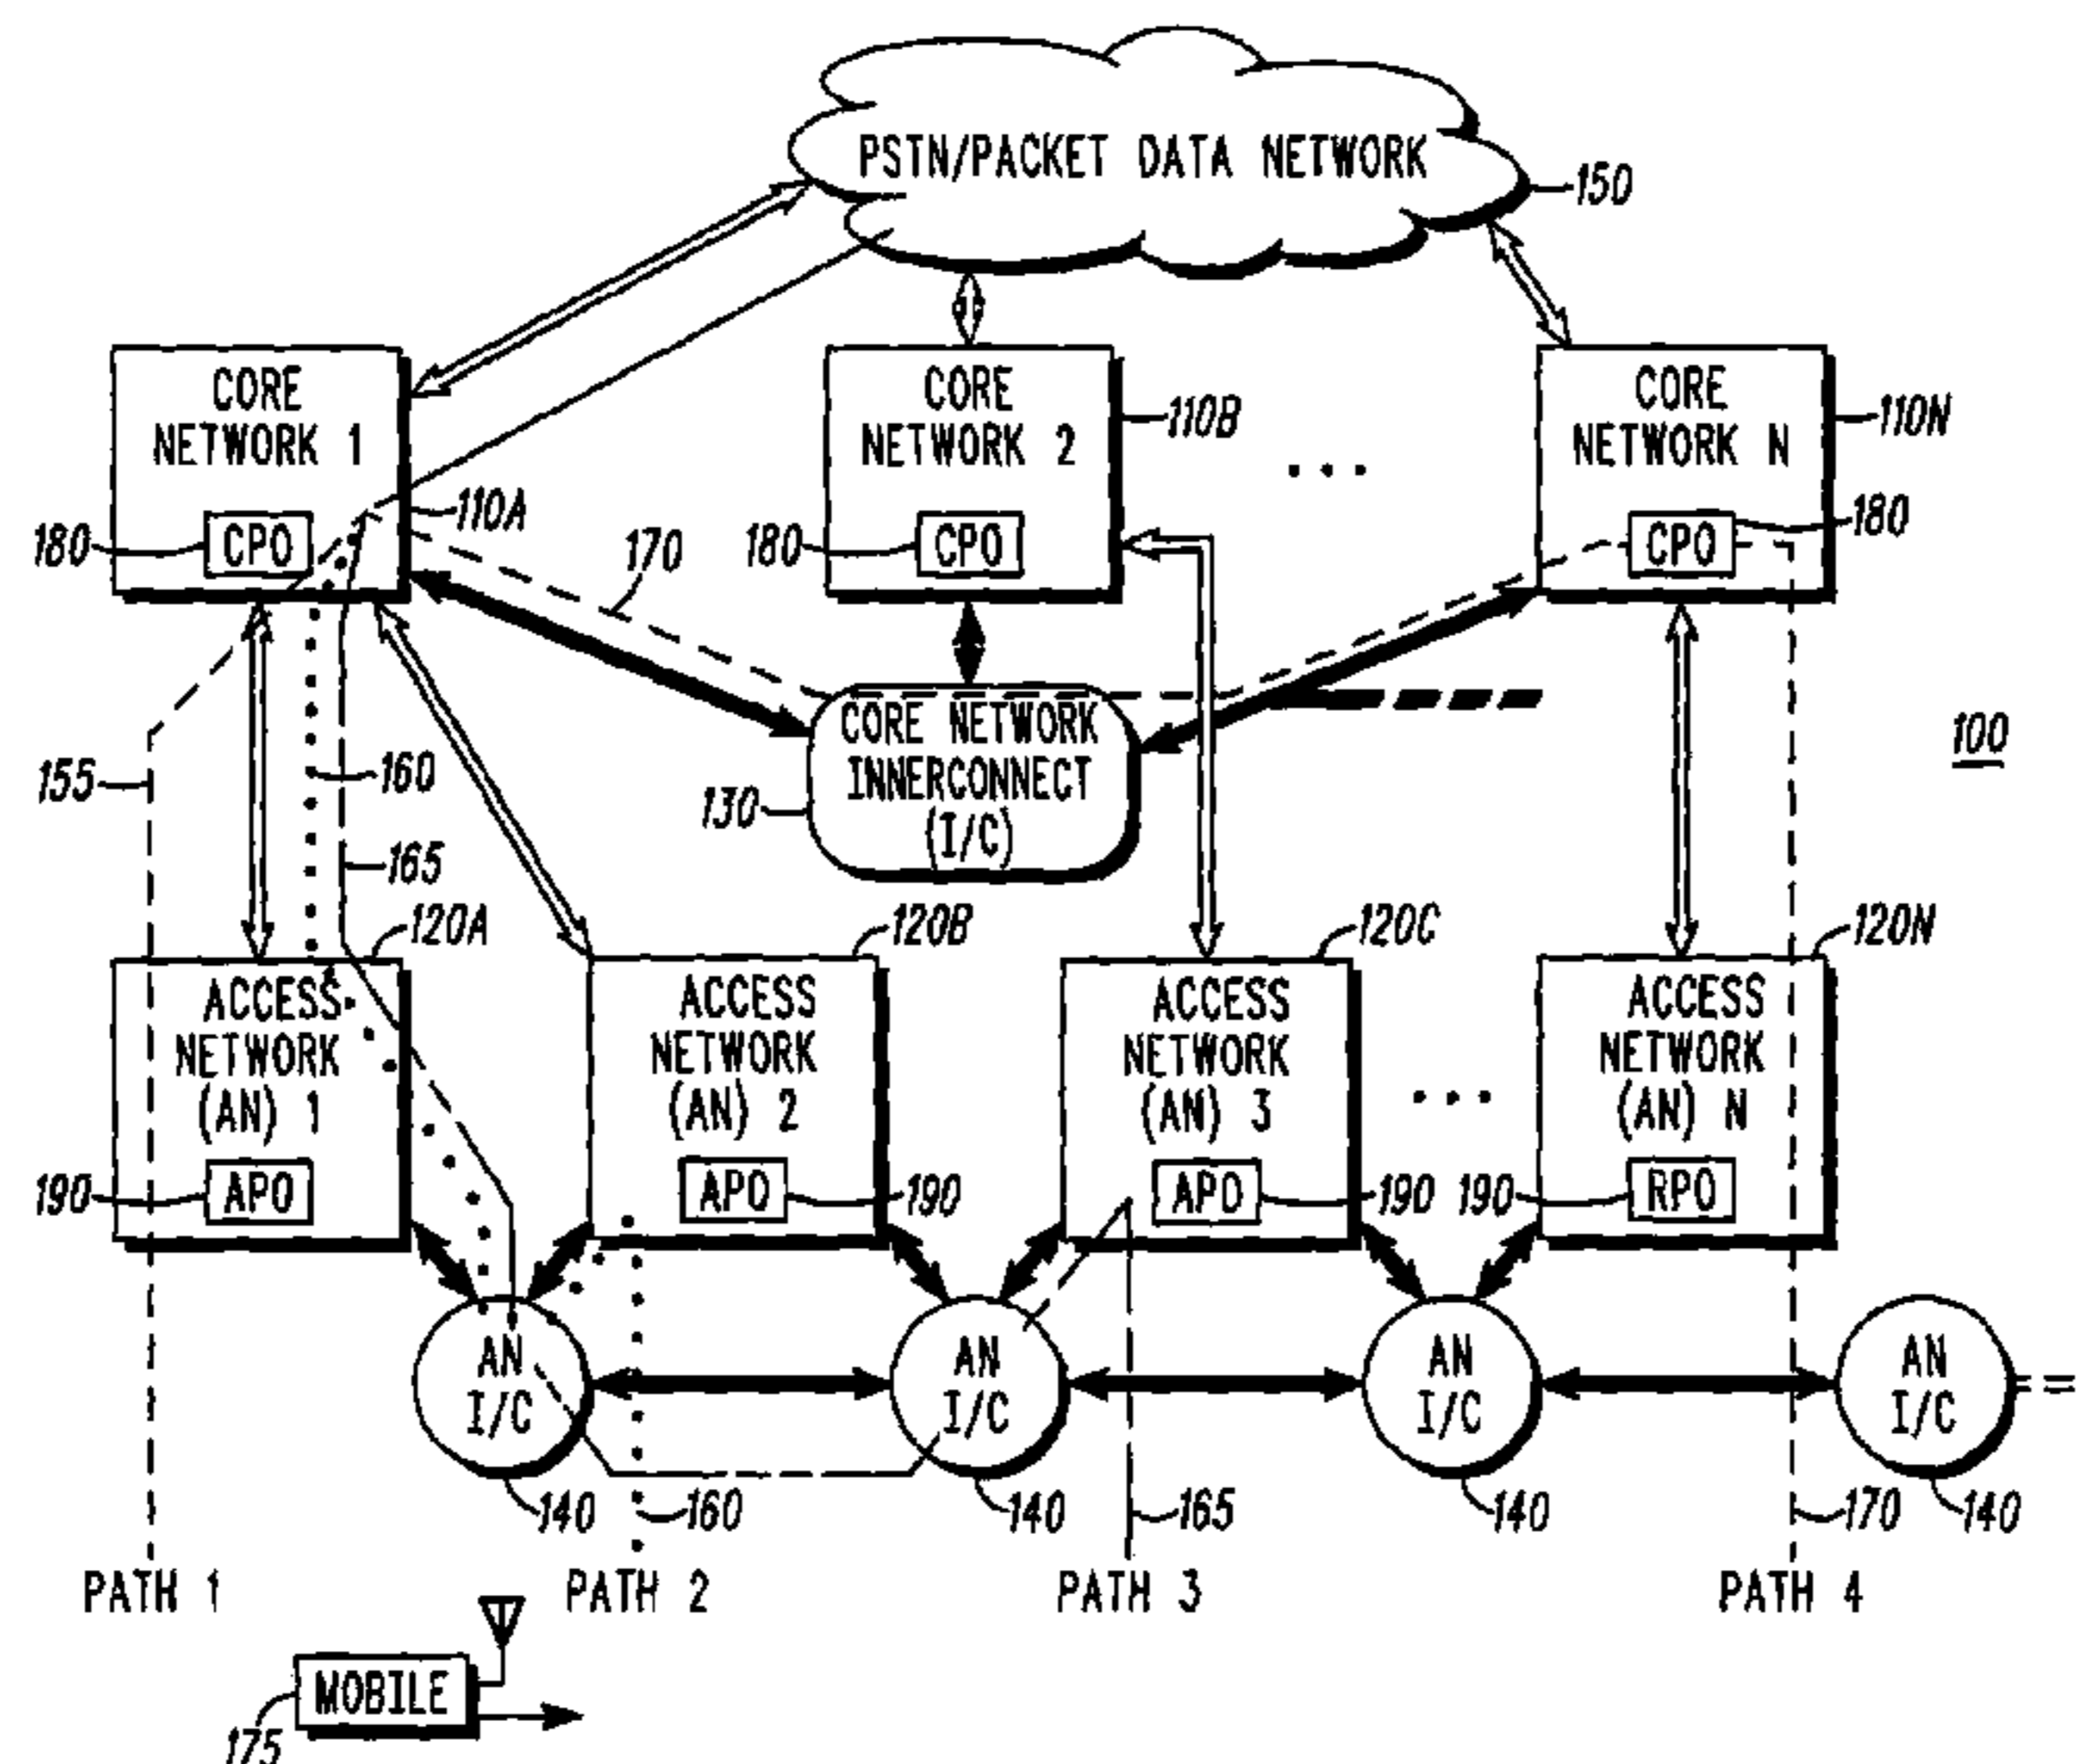 PSTN/PACKET DATA NETWORK
150
CORE
NETWORK 1
CPO
180
110A
CORE
NETWORK 2
CPO
180
110B
...
CORE
NETWORK N
CPO
180
110N
170
CORE NETWORK
INNERCONNECT
(I/C)
130
100
155
160
165
120A
ACCESS
NETWORK
(AN) 1
APO
190
120B
ACCESS
NETWORK
(AN) 2
APO
190
120C
ACCESS
NETWORK
(AN) 3
APO
190
...
120N
ACCESS
NETWORK
(AN) N
RPO
190
AN
I/C
140
AN
I/C
140
AN
I/C
140
AN
I/C
140
160
165
170
PATH 1
PATH 2
PATH 3
PATH 4
MOBILE
175